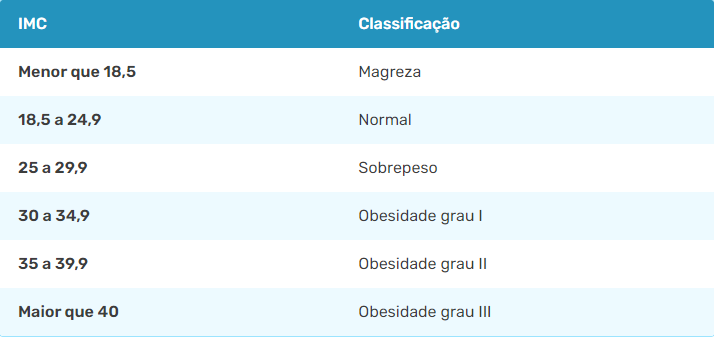 IMC Classificação
Menor que 18,5 Magreza
18,5 a 24,9 Normal
25 a 29,9 Sobrepeso
30 a 34,9 Obesidade grau I
35 a 39,9 Obesidade grau II
Maior que 40 Obesidade grau III